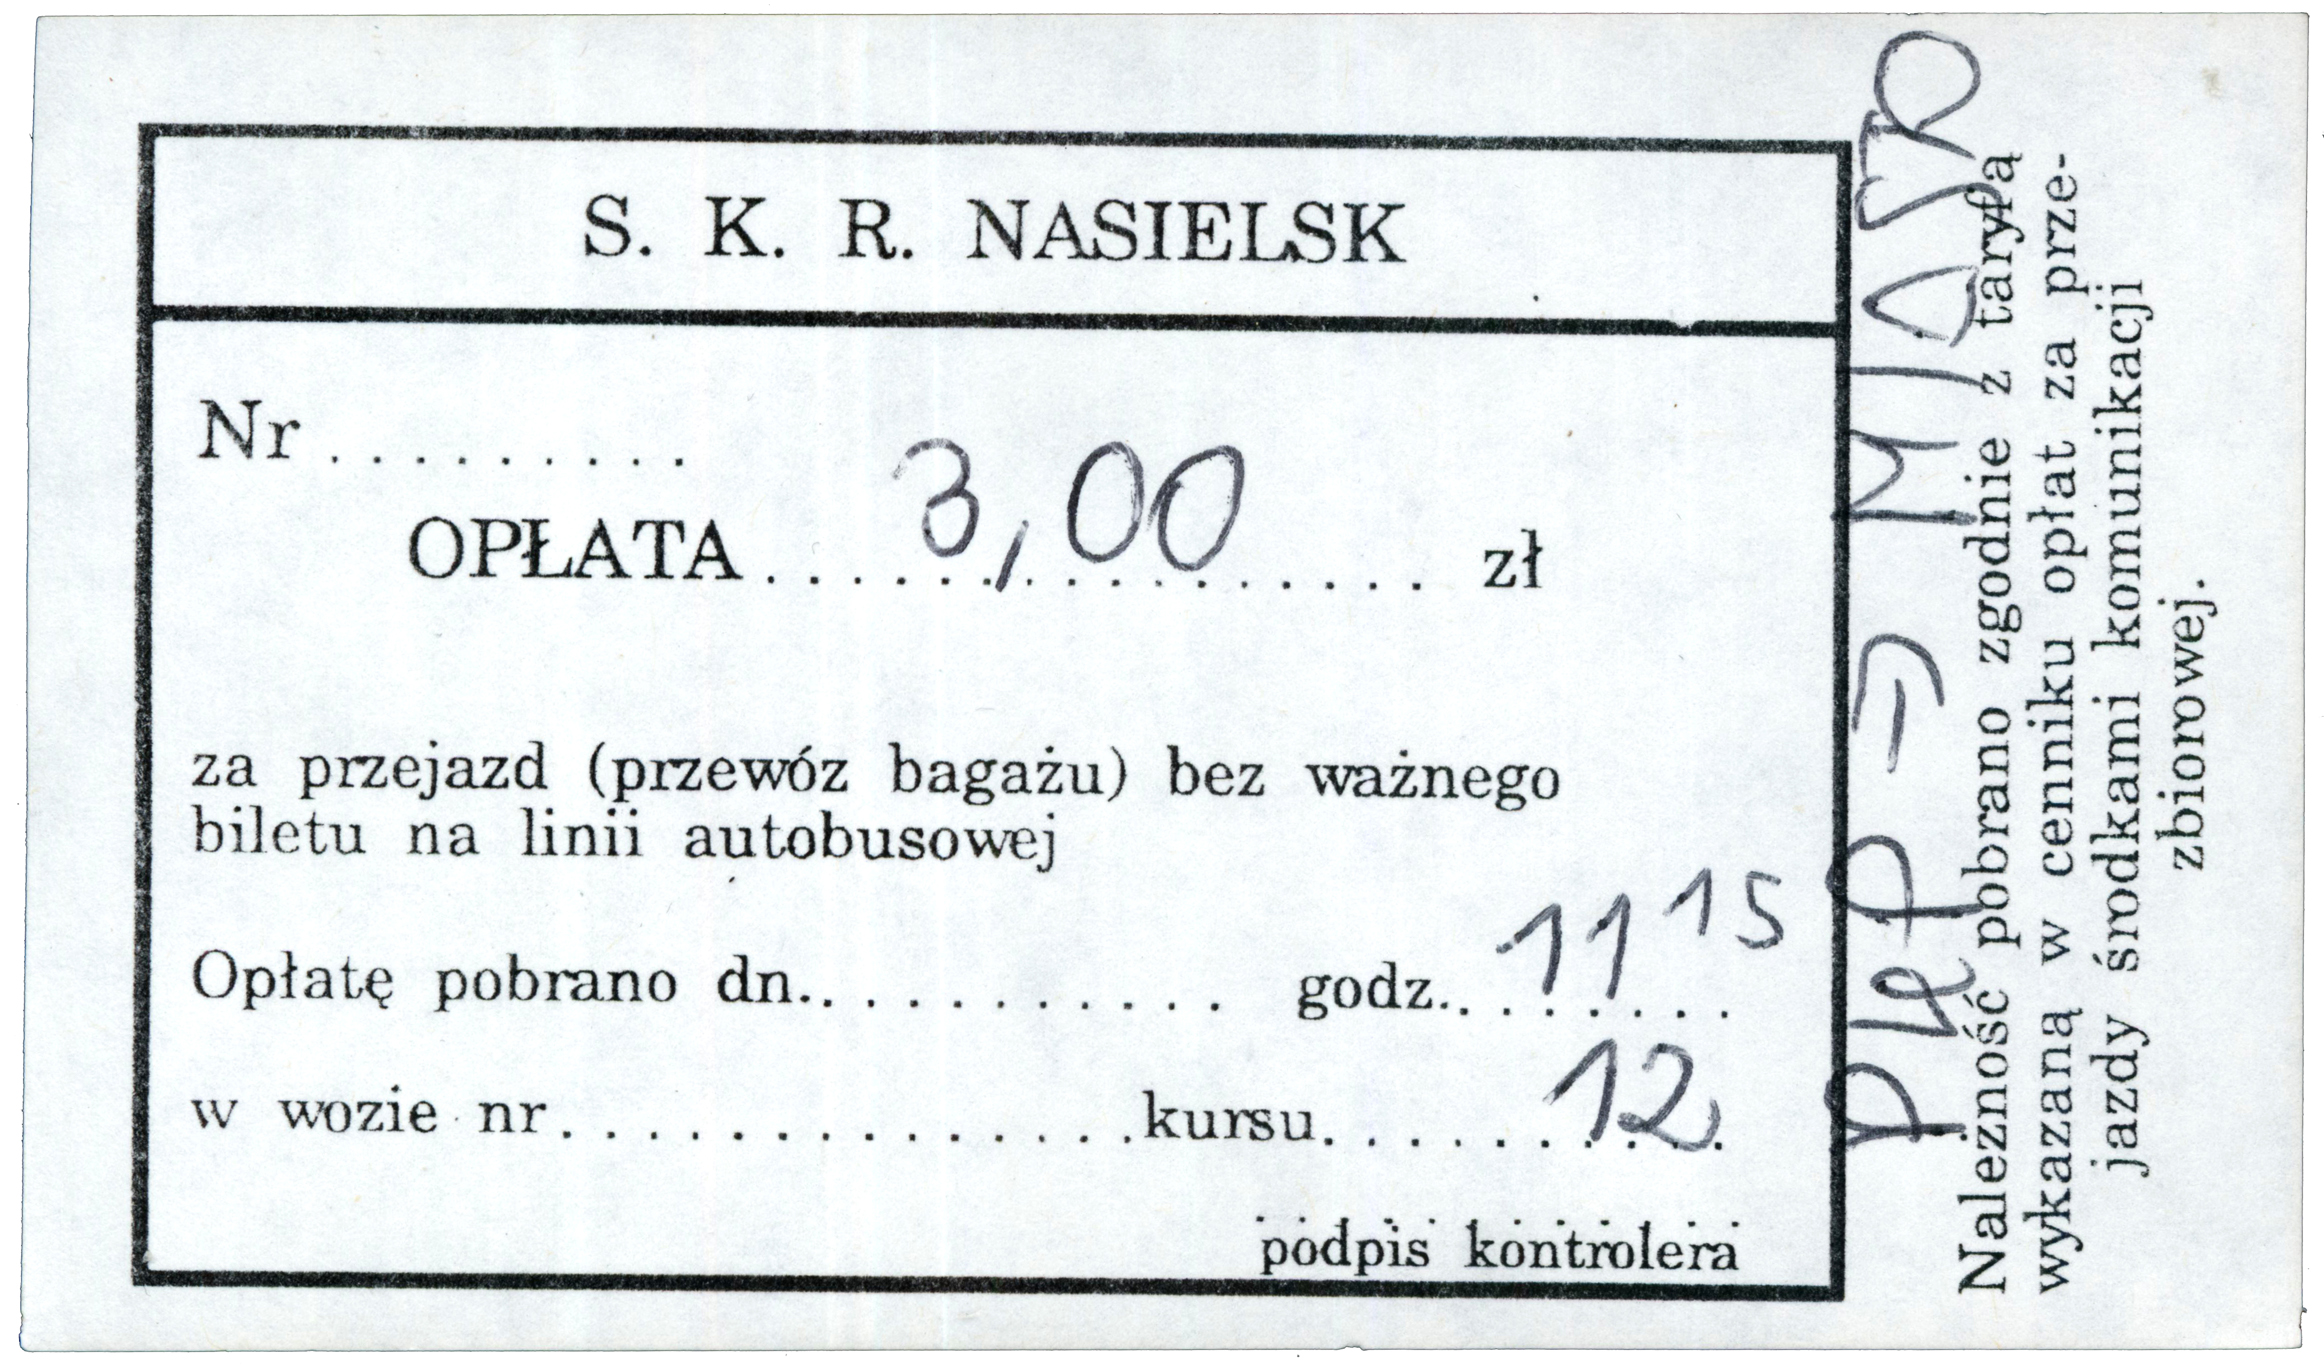 S. K. R. NASIELSK
Nr.........
OPŁATA 3,00 zł
za przejazd (przewóz bagażu) bez ważnego
biletu na linii autobusowej
Opłatę pobrano dn........... godz. 11 15
w wozie nr..............kursu 12
podpis kontrolera
PKP → MIASTO
Należność pobrano zgodnie z taryfą
wykazaną w cenniku opłat za prze-
jazdy środkami komunikacji
zbiorowej.